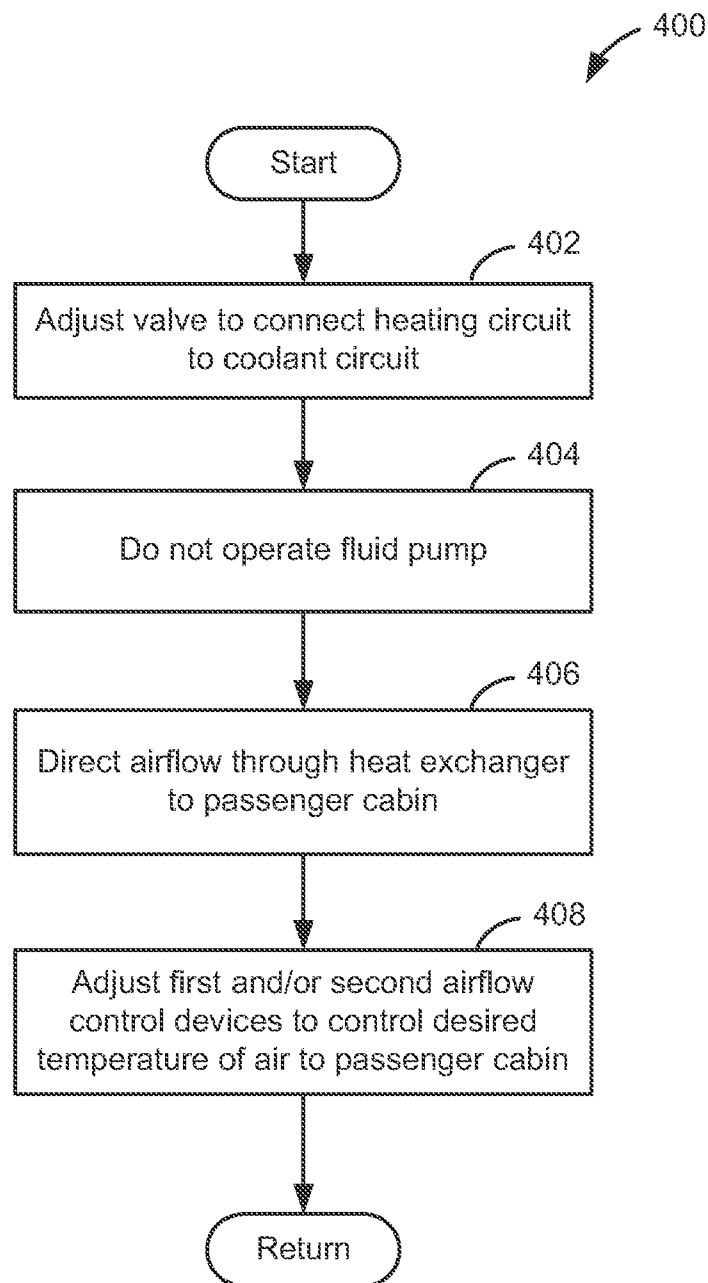 400
Start
402
Adjust valve to connect heating circuit
to coolant circuit
404
Do not operate fluid pump
406
Direct airflow through heat exchanger
to passenger cabin
408
Adjust first and/or second airflow
control devices to control desired
temperature of air to passenger cabin
Return